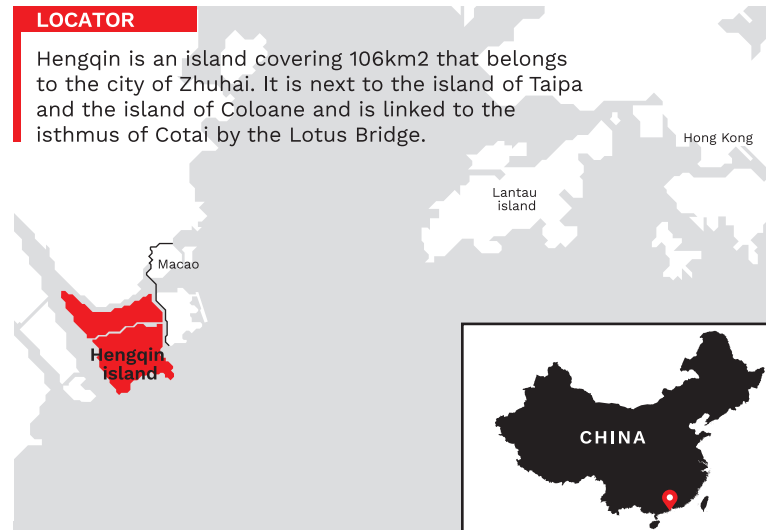 LOCATOR
Hengqin is an island covering 106km2 that belongs
to the city of Zhuhai. It is next to the island of Taipa
and the island of Coloane and is linked to the
isthmus of Cotai by the Lotus Bridge.
Hong Kong
Lantau
island
Macao
Hengqin
island
CHINA